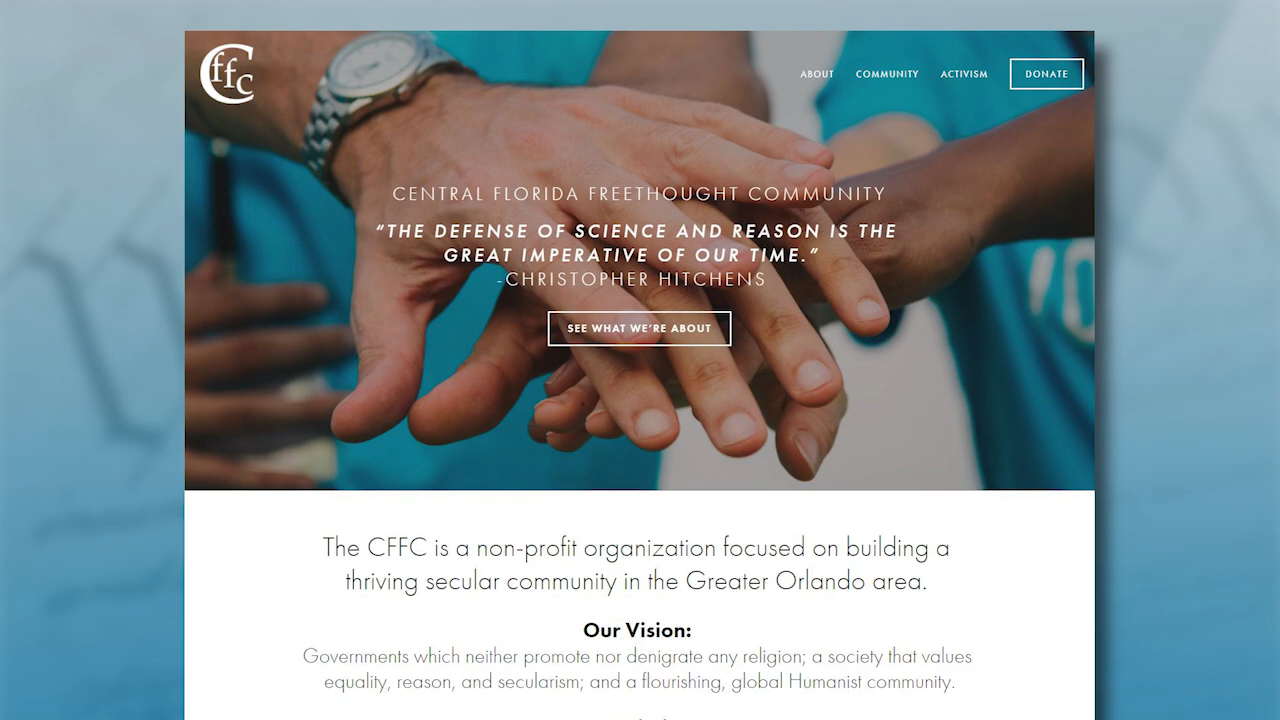 Cffc
ABOUT COMMUNITY ACTIVISM DONATE
CENTRAL FLORIDA FREETHOUGHT COMMUNITY
“THE DEFENSE OF SCIENCE AND REASON IS THE
GREAT IMPERATIVE OF OUR TIME.”
-CHRISTOPHER HITCHENS
SEE WHAT WE’RE ABOUT
The CFFC is a non-profit organization focused on building a
thriving secular community in the Greater Orlando area.
Our Vision:
Governments which neither promote nor denigrate any religion; a society that values
equality, reason, and secularism; and a flourishing, global Humanist community.